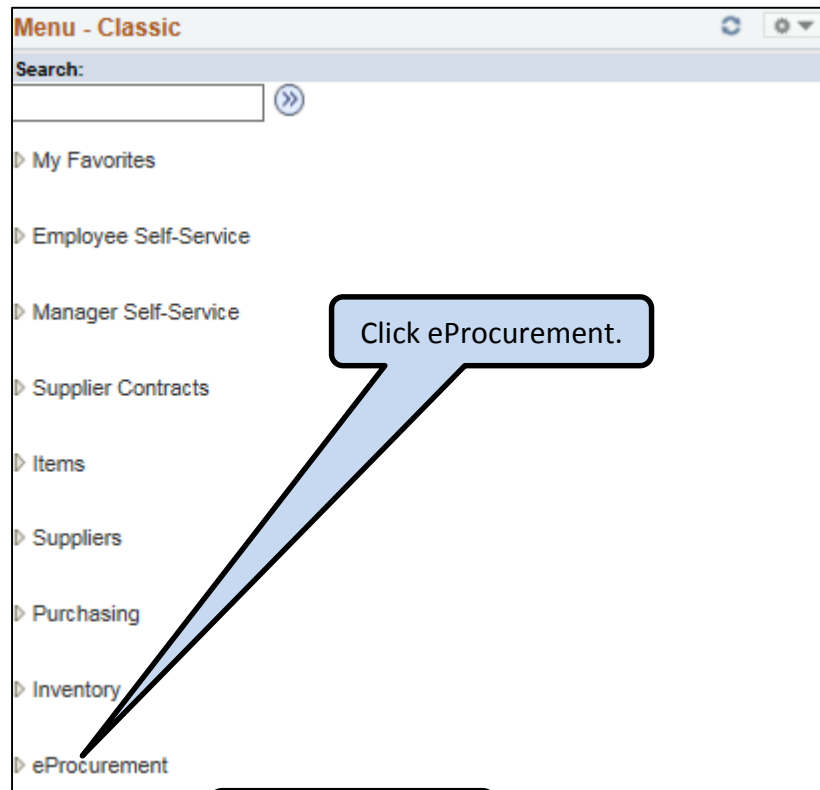 Menu - Classic
Search:
My Favorites
Employee Self-Service
Manager Self-Service
Click eProcurement.
Supplier Contracts
Items
Suppliers
Purchasing
Inventory
eProcurement